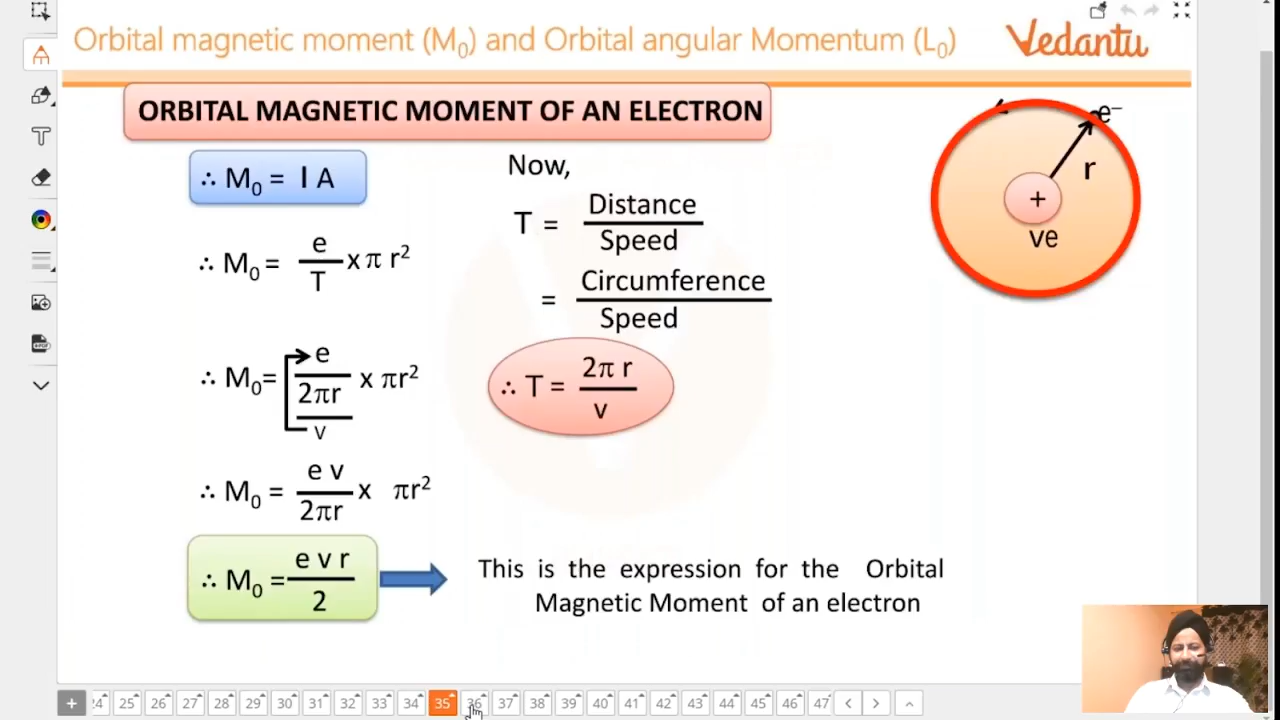 Orbital magnetic moment (M₀) and Orbital angular Momentum (L₀)
Vedantu
ORBITAL MAGNETIC MOMENT OF AN ELECTRON
∴ M₀ = I A
∴ M₀ = e / T x π r²
∴ M₀= e / (2πr / v) x πr²
∴ M₀ = e v / 2πr x πr²
∴ M₀ = e v r / 2
Now,
T = Distance / Speed
= Circumference / Speed
∴ T = 2π r / v
This is the expression for the Orbital
Magnetic Moment of an electron
e⁻
r
+
ve
T
+ 24 25 26 27 28 29 30 31 32 33 34 35 36 37 38 39 40 41 42 43 44 45 46 47 < >